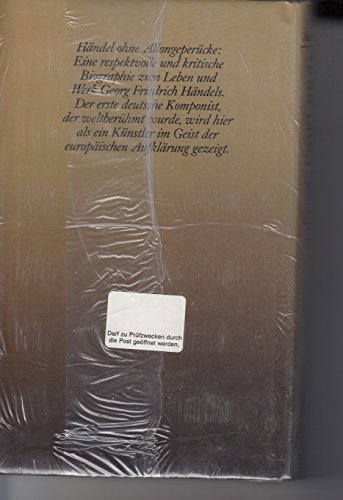 Händel ohne Allongeperücke:
Eine respektvolle und kritische
Biographie zum Leben und
Werk Georg Friedrich Händels.
Der erste deutsche Komponist,
der weltberühmt wurde, wird hier
als ein Künstler im Geist der
europäischen Aufklärung gezeigt.
Darf zu Prüfzwecken durch
die Post geöffnet werden.